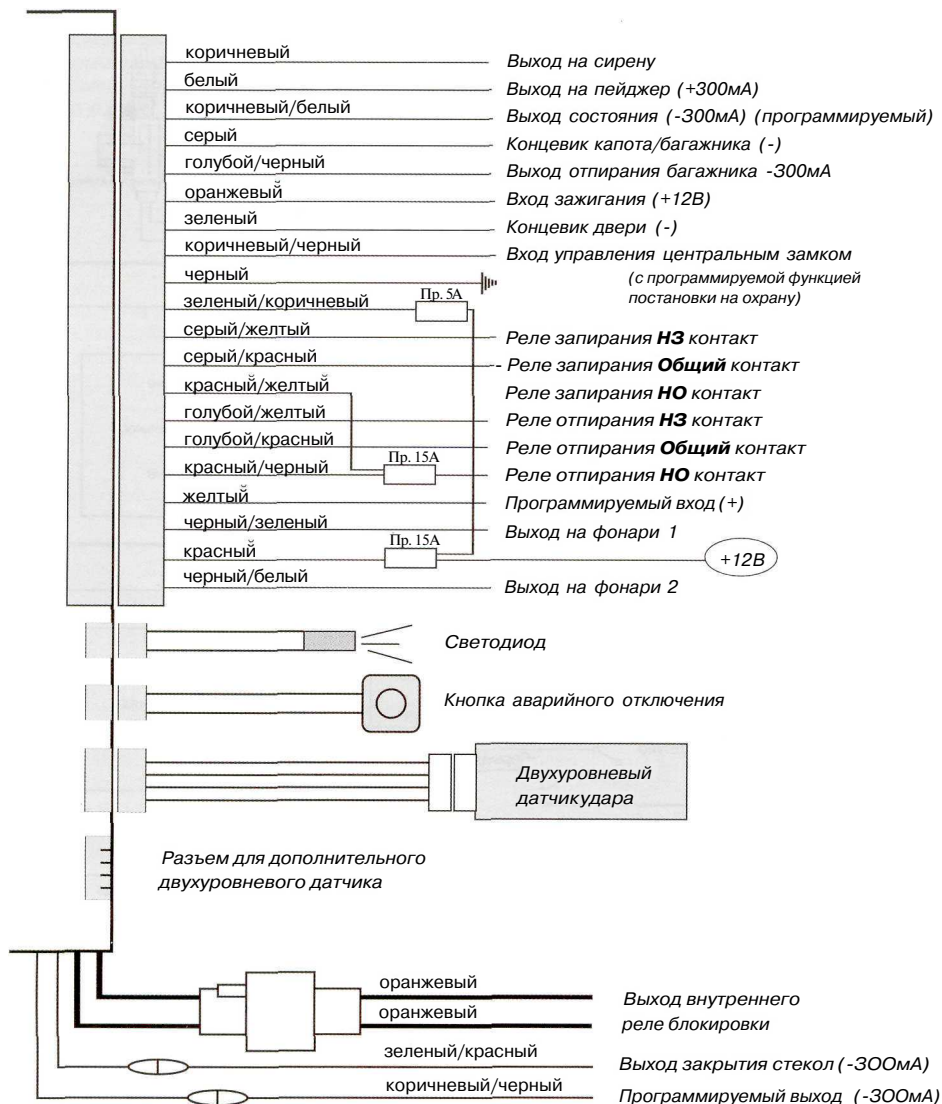 коричневый Выход на сирену
белый Выход на пейджер (+300мА)
коричневый/белый Выход состояния (-300мА) (программируемый)
серый Концевик капота/багажника (-)
голубой/черный Выход отпирания багажника -300мА
оранжевый Вход зажигания (+12В)
зеленый Концевик двери (-)
коричневый/черный Вход управления центральным замком
черный (с программируемой функцией
постановки на охрану)
зеленый/коричневый Пр. 5А
серый/желтый Реле запирания НЗ контакт
серый/красный - Реле запирания Общий контакт
красный/желтый Реле запирания НО контакт
голубой/желтый Реле отпирания НЗ контакт
голубой/красный Реле отпирания Общий контакт
красный/черный Пр. 15А Реле отпирания НО контакт
желтый Программируемый вход (+)
черный/зеленый Выход на фонари 1
красный Пр. 15А +12В
черный/белый Выход на фонари 2
Светодиод
Кнопка аварийного отключения
Двухуровневый
датчикудара
Разъем для дополнительного
двухуровневого датчика
оранжевый Выход внутреннего
оранжевый реле блокировки
зеленый/красный Выход закрытия стекол (-ЗООмА)
коричневый/черный Программируемый выход (-ЗООмА)